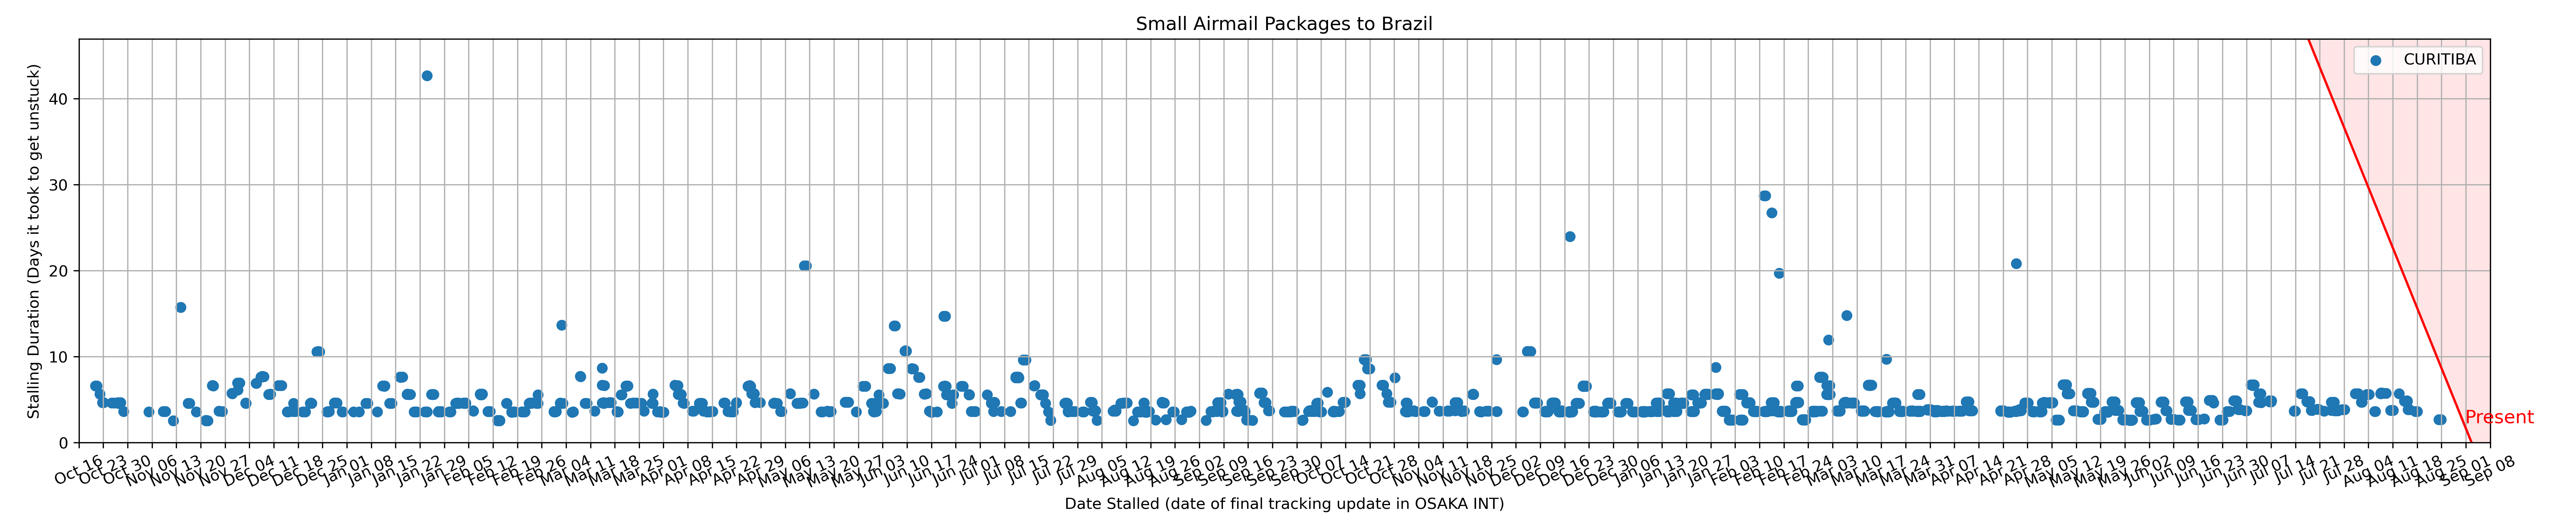 Small Airmail Packages to Brazil
CURITIBA
Stalling Duration (Days it took to get unstuck)
40
30
20
10
0
Present
Oct 16
Oct 23
Oct 30
Nov 06
Nov 13
Nov 20
Nov 27
Dec 04
Dec 11
Dec 18
Dec 25
Jan 01
Jan 08
Jan 15
Jan 22
Jan 29
Feb 05
Feb 12
Feb 19
Feb 26
Mar 04
Mar 11
Mar 18
Mar 25
Apr 01
Apr 08
Apr 15
Apr 22
Apr 29
May 06
May 13
May 20
May 27
Jun 03
Jun 10
Jun 17
Jun 24
Jul 01
Jul 08
Jul 15
Jul 22
Jul 29
Aug 05
Aug 12
Aug 19
Aug 26
Sep 02
Sep 09
Sep 16
Sep 23
Sep 30
Oct 07
Oct 14
Oct 21
Oct 28
Nov 04
Nov 11
Nov 18
Nov 25
Dec 02
Dec 09
Dec 16
Dec 23
Dec 30
Jan 06
Jan 13
Jan 20
Jan 27
Feb 03
Feb 10
Feb 17
Feb 24
Mar 03
Mar 10
Mar 17
Mar 24
Mar 31
Apr 07
Apr 14
Apr 21
Apr 28
May 05
May 12
May 19
May 26
Jun 02
Jun 09
Jun 16
Jun 23
Jun 30
Jul 07
Jul 14
Jul 21
Jul 28
Aug 04
Aug 11
Aug 18
Aug 25
Sep 01
Sep 08
Date Stalled (date of final tracking update in OSAKA INT)